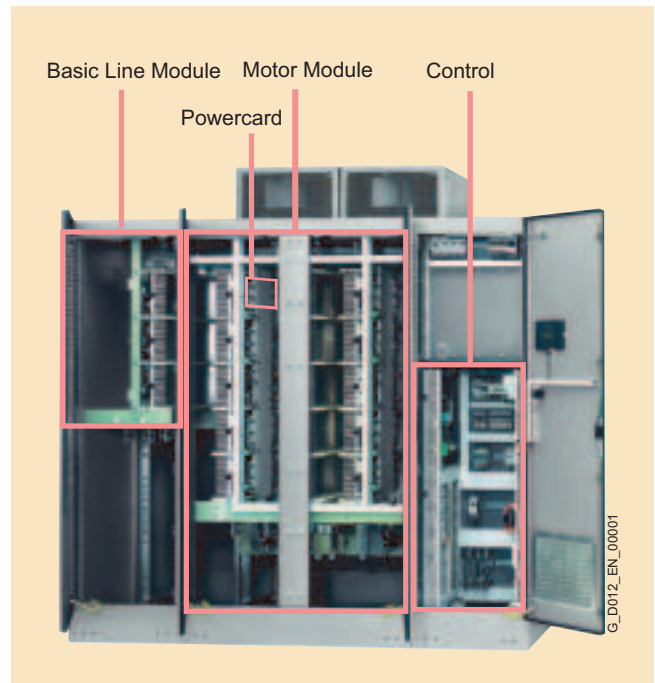 Basic Line Module
Motor Module
Control
Powercard
G_D012_EN_00001